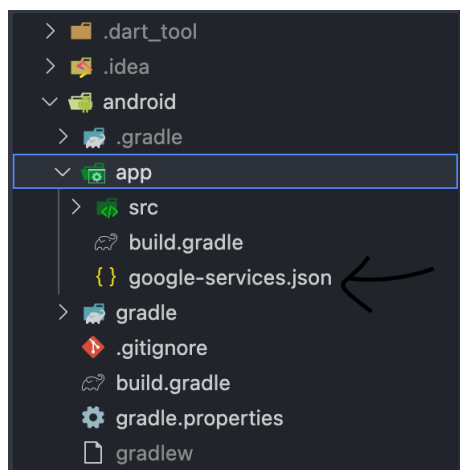 .dart_tool
.idea
android
.gradle
app
src
build.gradle
google-services.json
gradle
.gitignore
build.gradle
gradle.properties
gradlew